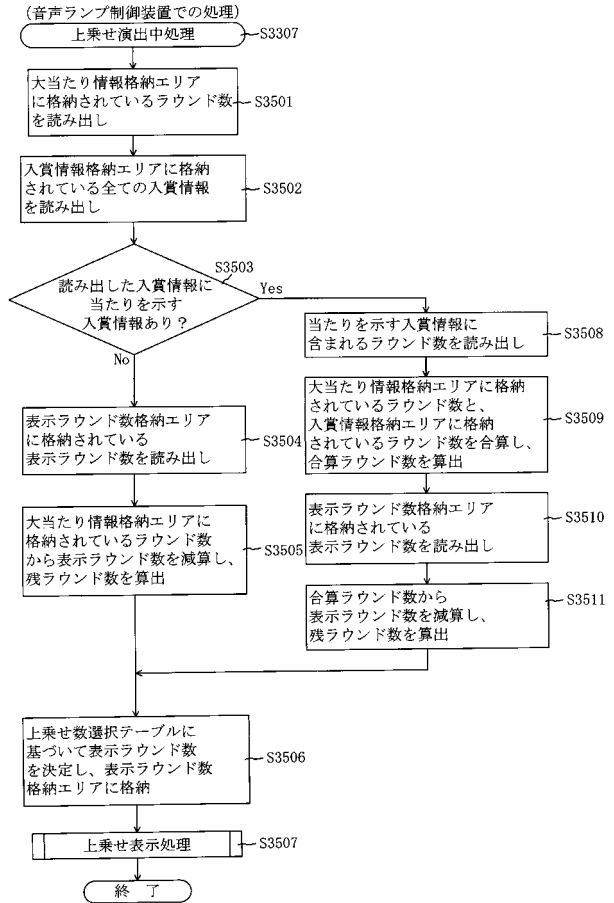 (音声ランプ制御装置での処理)
上乗せ演出中処理
S3307
大当たり情報格納エリア
に格納されているラウンド数
を読み出し
S3501
入賞情報格納エリアに格納
されている全ての入賞情報
を読み出し
S3502
S3503
読み出した入賞情報に
当たりを示す
入賞情報あり?
Yes
No
当たりを示す入賞情報に
含まれるラウンド数を読み出し
S3508
大当たり情報格納エリアに格納
されているラウンド数と、
入賞情報格納エリアに格納
されているラウンド数を合算し、
合算ラウンド数を算出
S3509
表示ラウンド数格納エリア
に格納されている
表示ラウンド数を読み出し
S3510
合算ラウンド数から
表示ラウンド数を減算し、
残ラウンド数を算出
S3511
表示ラウンド数格納エリア
に格納されている
表示ラウンド数を読み出し
S3504
大当たり情報格納エリアに
格納されているラウンド数
から表示ラウンド数を減算し、
残ラウンド数を算出
S3505
上乗せ数選択テーブルに
基づいて表示ラウンド数
を決定し、表示ラウンド数
格納エリアに格納
S3506
上乗せ表示処理
S3507
終 了